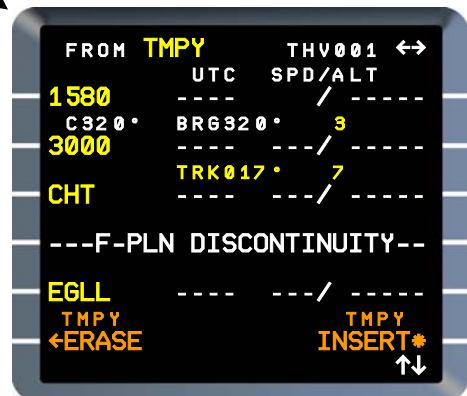 FROM TMPY THV001 ←→
UTC SPD/ALT
1580 ---- / -----
C320° BRG320° 3
3000 ---- ---/ -----
TRK017° 7
CHT ---- ---/ -----
---F-PLN DISCONTINUITY--
EGLL ---- ---/ -----
TMPY TMPY
←ERASE INSERT*
↑↓